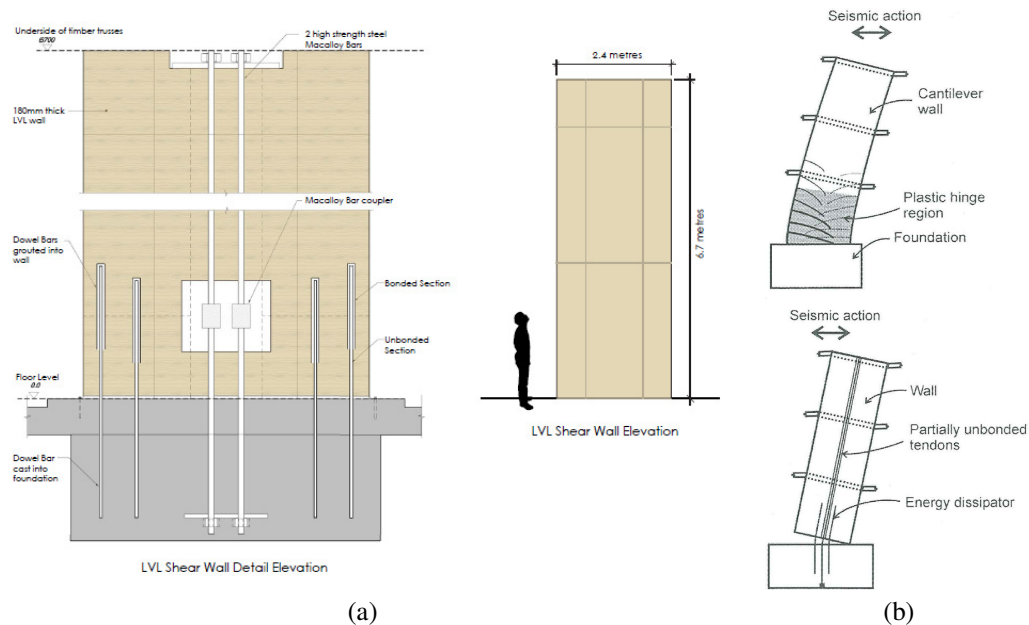 Underside of timber trusses
6700
2 high strength steel
Macalloy Bars
180mm thick
LVL wall
Macalloy Bar coupler
Dowel Bars
grouted into
wall
Bonded Section
Unbonded
Section
Floor Level
0.0
Dowel Bar
cast into
foundation
LVL Shear Wall Detail Elevation
2.4 metres
6.7 metres
LVL Shear Wall Elevation
(a)
Seismic action
Cantilever
wall
Plastic hinge
region
Foundation
Seismic action
Wall
Partially unbonded
tendons
Energy dissipator
(b)